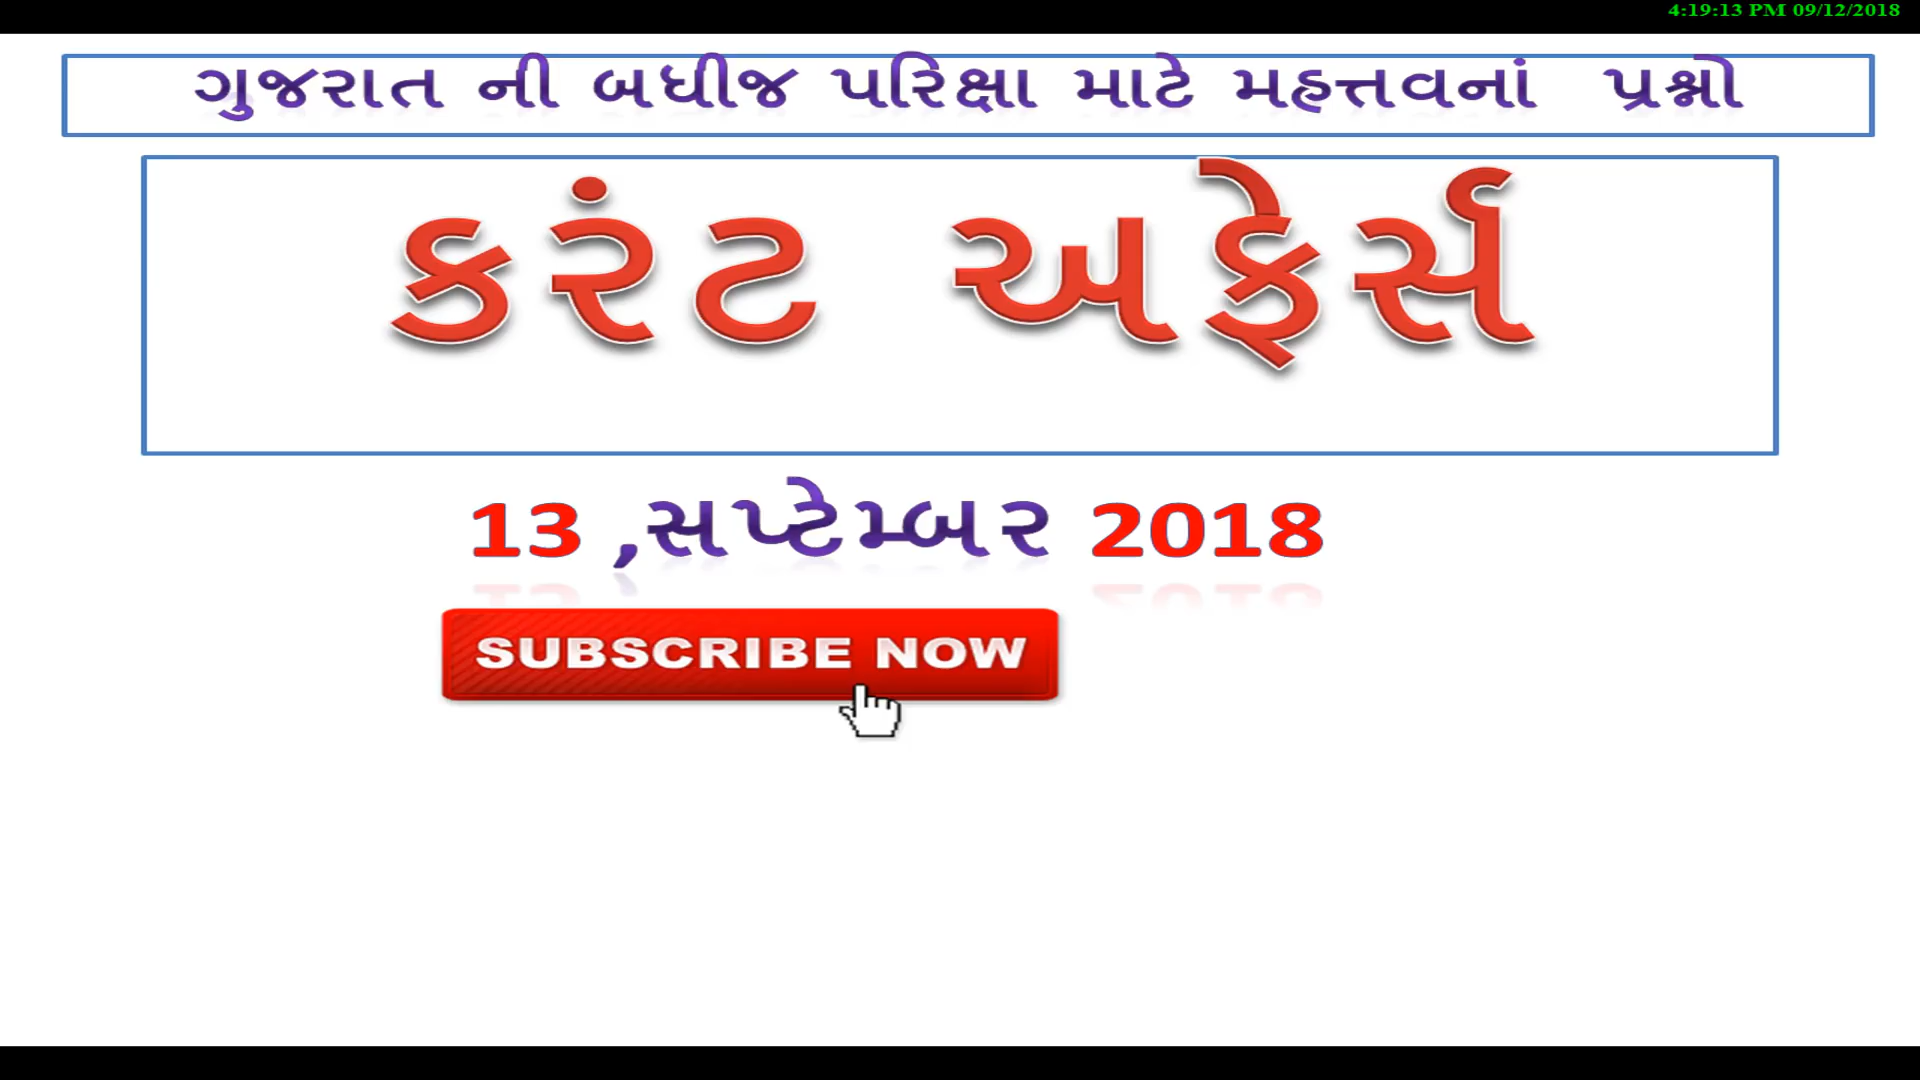 4:19:13 PM 09/12/2018
ગુજરાત ની બધીજ પરિક્ષા માટે મહત્તવનાં પ્રશ્નો
કરંટ અફેર્સ
13 ,સપ્ટેમ્બર 2018
SUBSCRIBE NOW